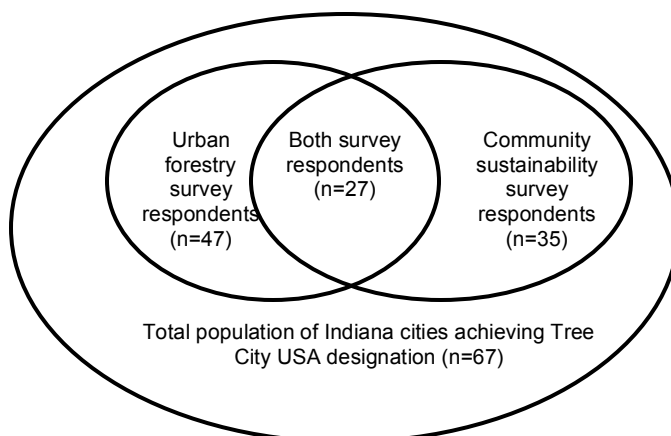 Urban
forestry
survey
respondents
(n=47)
Both survey
respondents
(n=27)
Community
sustainability
survey
respondents
(n=35)
Total population of Indiana cities achieving Tree
City USA designation (n=67)